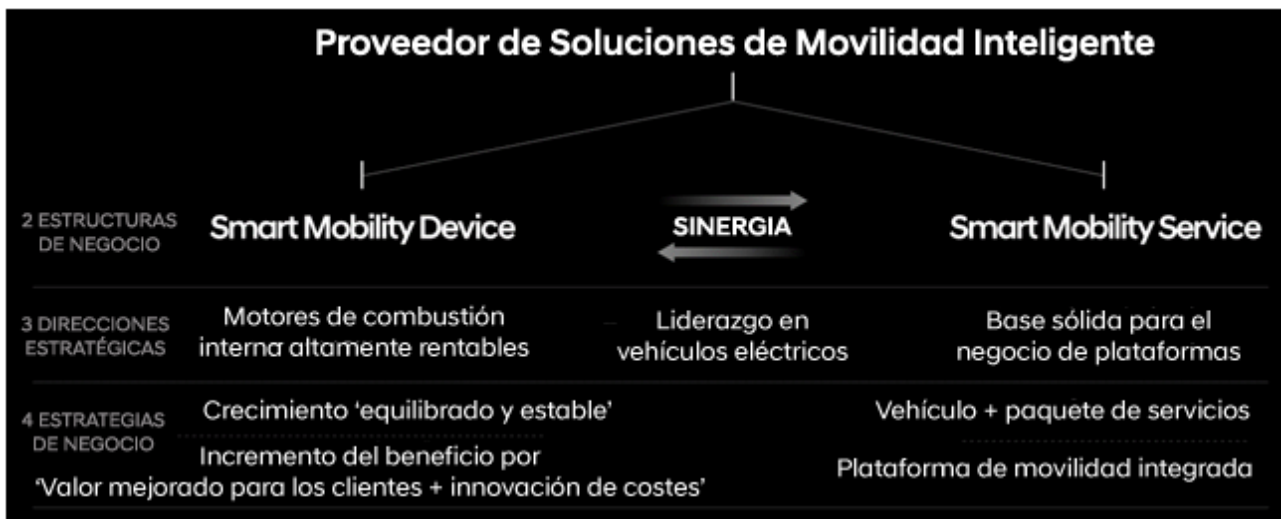 Proveedor de Soluciones de Movilidad Inteligente
2 ESTRUCTURAS
DE NEGOCIO
Smart Mobility Device
SINERGIA
Smart Mobility Service
3 DIRECCIONES
ESTRATÉGICAS
Motores de combustión
interna altamente rentables
Liderazgo en
vehículos eléctricos
Base sólida para el
negocio de plataformas
4 ESTRATEGIAS
DE NEGOCIO
Crecimiento ‘equilibrado y estable’
Incremento del beneficio por
‘Valor mejorado para los clientes + innovación de costes’
Vehículo + paquete de servicios
Plataforma de movilidad integrada